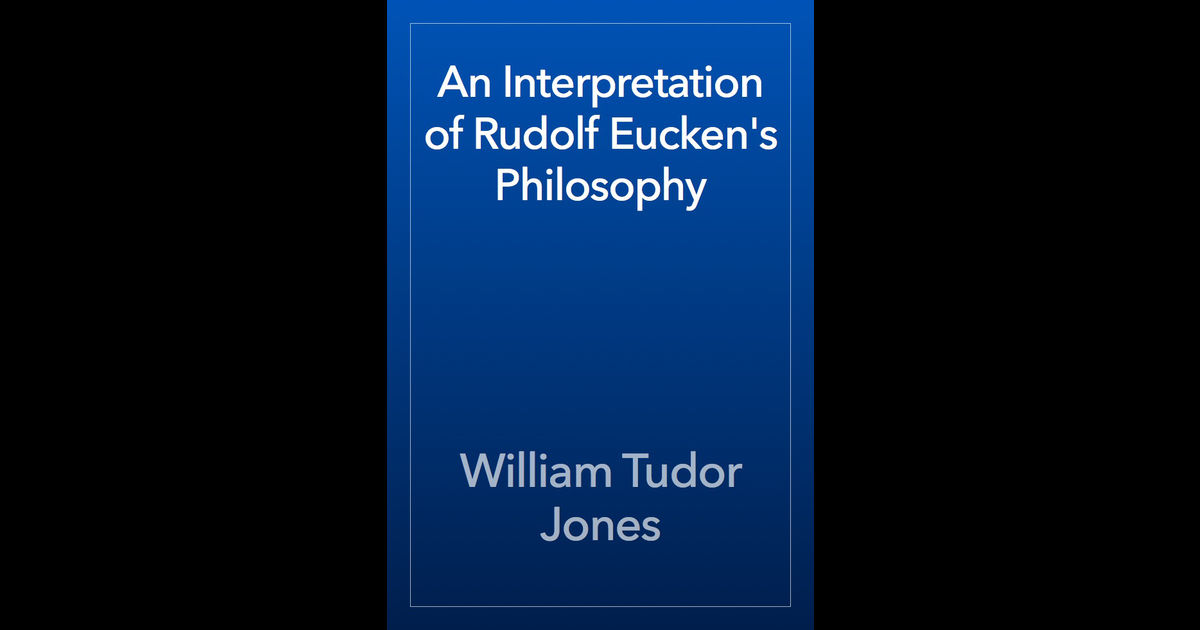 An Interpretation
of Rudolf Eucken's
Philosophy
William Tudor
Jones